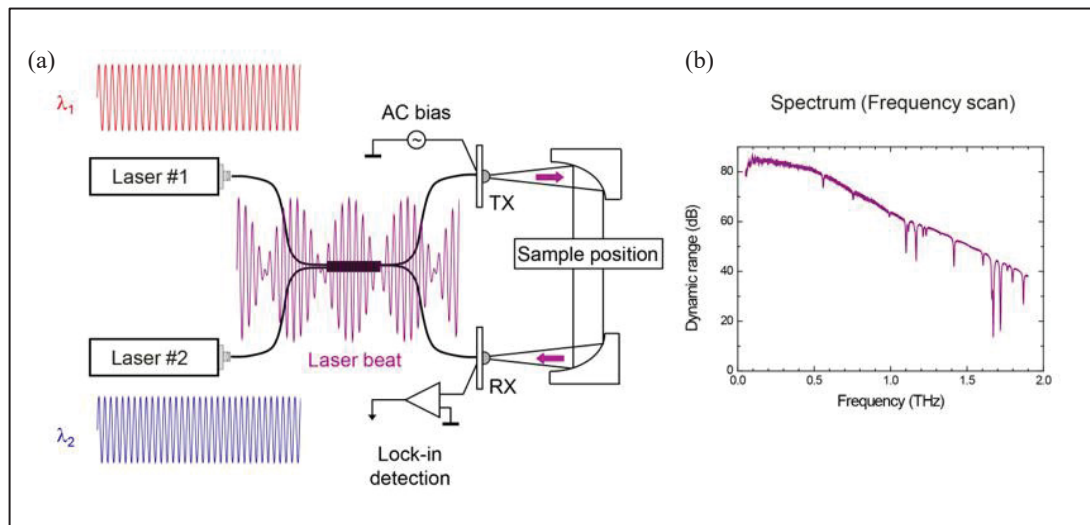 (a)
λ1
Laser #1
Laser #2
λ2
Laser beat
AC bias
TX
Sample position
RX
Lock-in
detection
(b)
Spectrum (Frequency scan)
Dynamic range (dB)
80
60
40
20
0
0.0 0.5 1.0 1.5 2.0
Frequency (THz)